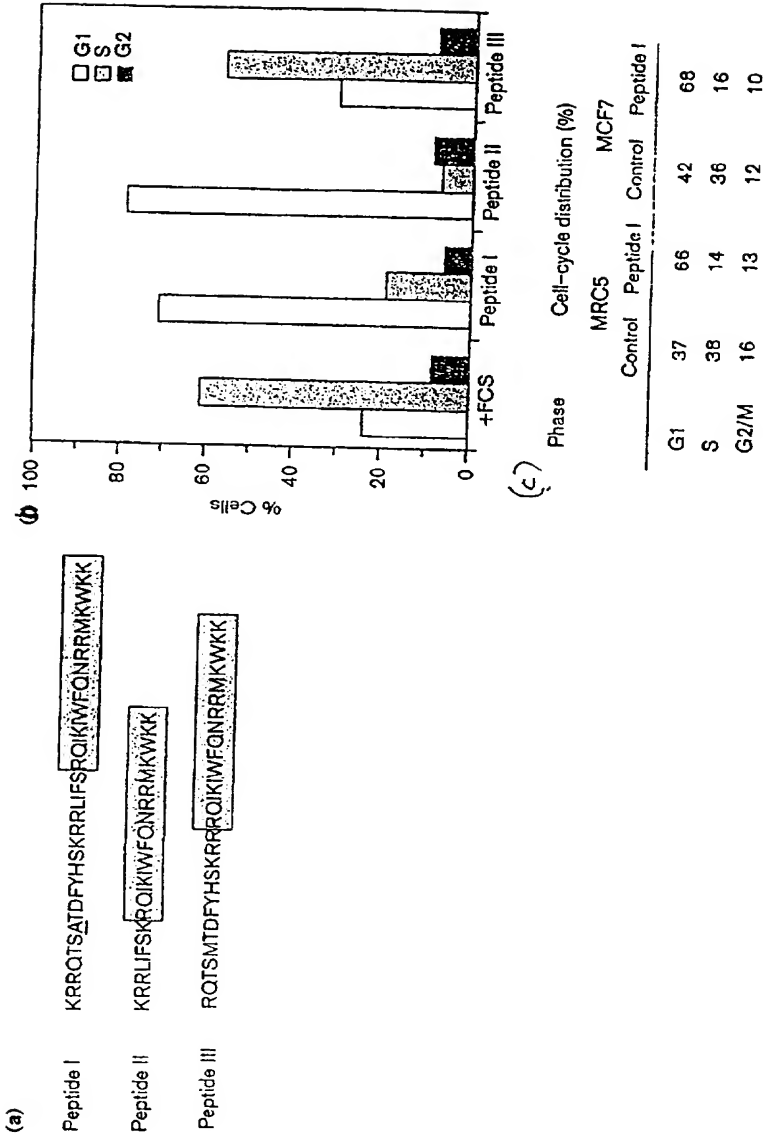 (a)
Peptide I KRRQTSATDFYHSKRRLIFSRQIKIWFQNRRMKWKK
Peptide II KRRLIFSKRQIKIWFQNRRMKWKK
Peptide III RQTSMTDFYHSKRRRQIKIWFQNRRMKWKK
(b)
% Cells
100
80
60
40
20
0
G1
S
G2
+FCS Peptide I Peptide II Peptide III
(c)
Phase Cell-cycle distribution (%)
MRC5 MCF7
Control Peptide I Control Peptide I
G1 37 66 42 68
S 38 14 36 16
G2/M 16 13 12 10